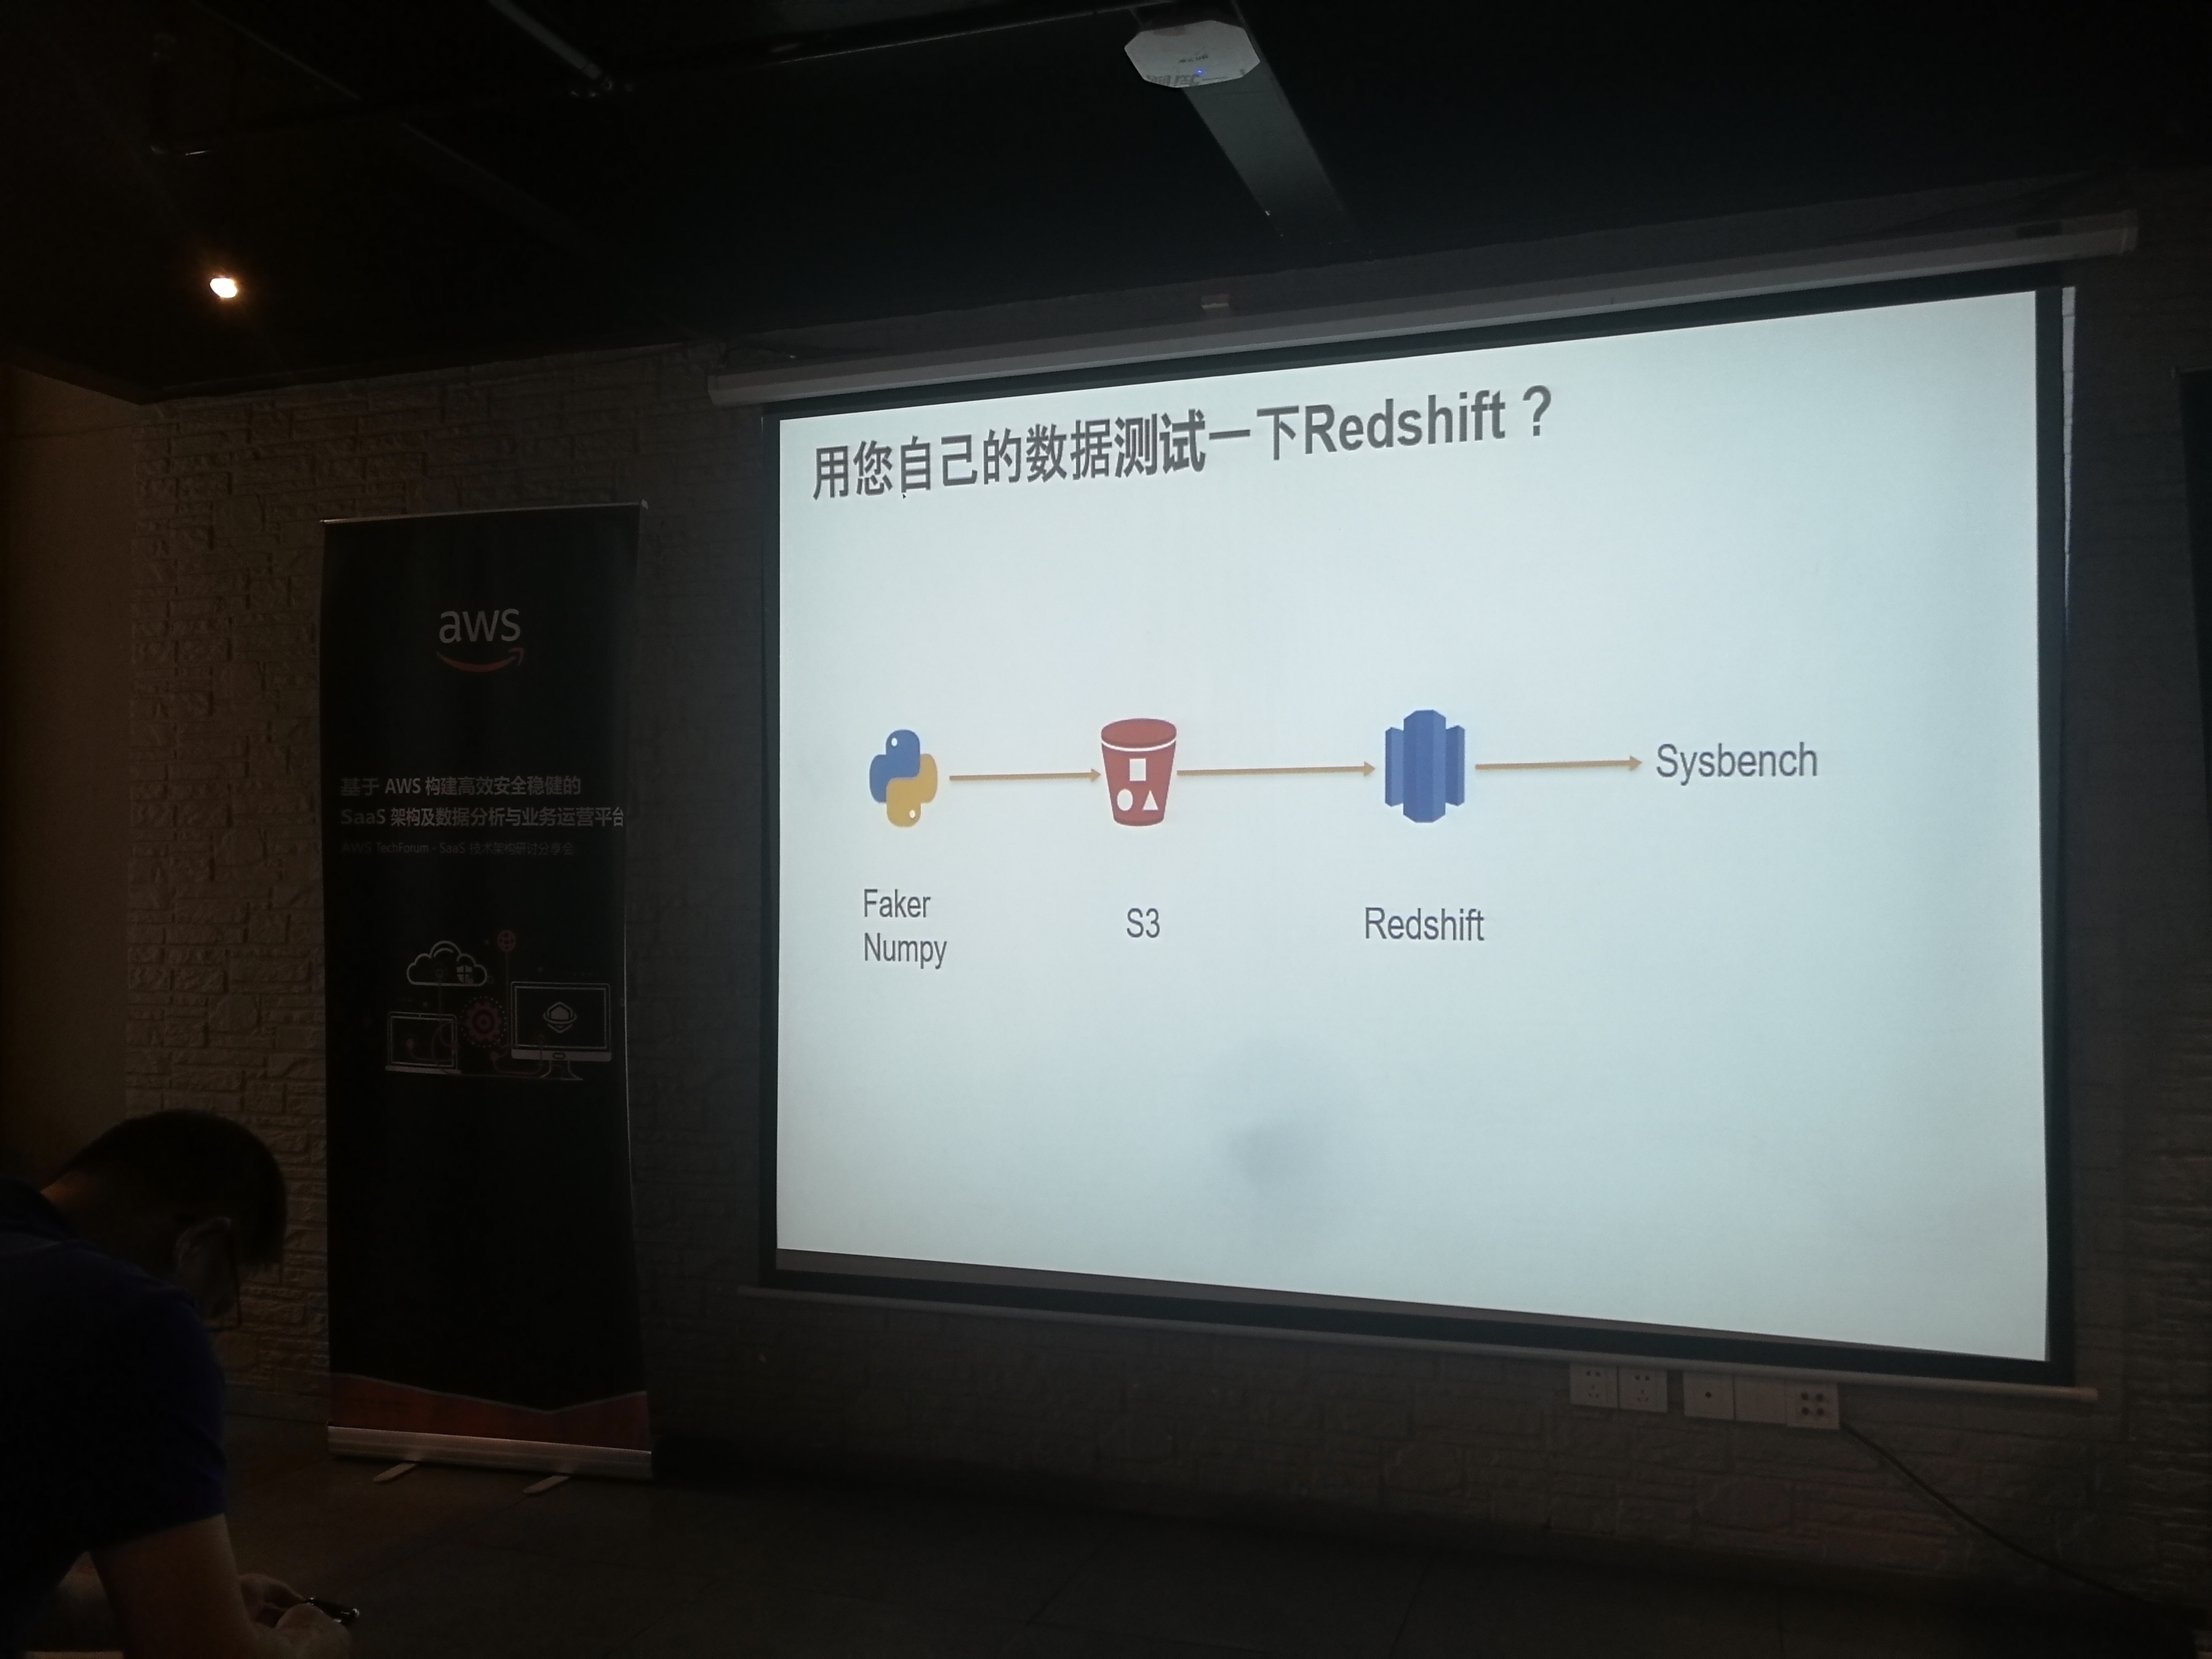 用您自己的数据测试一下Redshift？
Sysbench
Faker
Numpy
S3
Redshift
aws
基于 AWS 构建高效安全稳健的
SaaS 架构及数据分析与业务运营平台
AWS TechForum - SaaS 技术架构研讨分享会